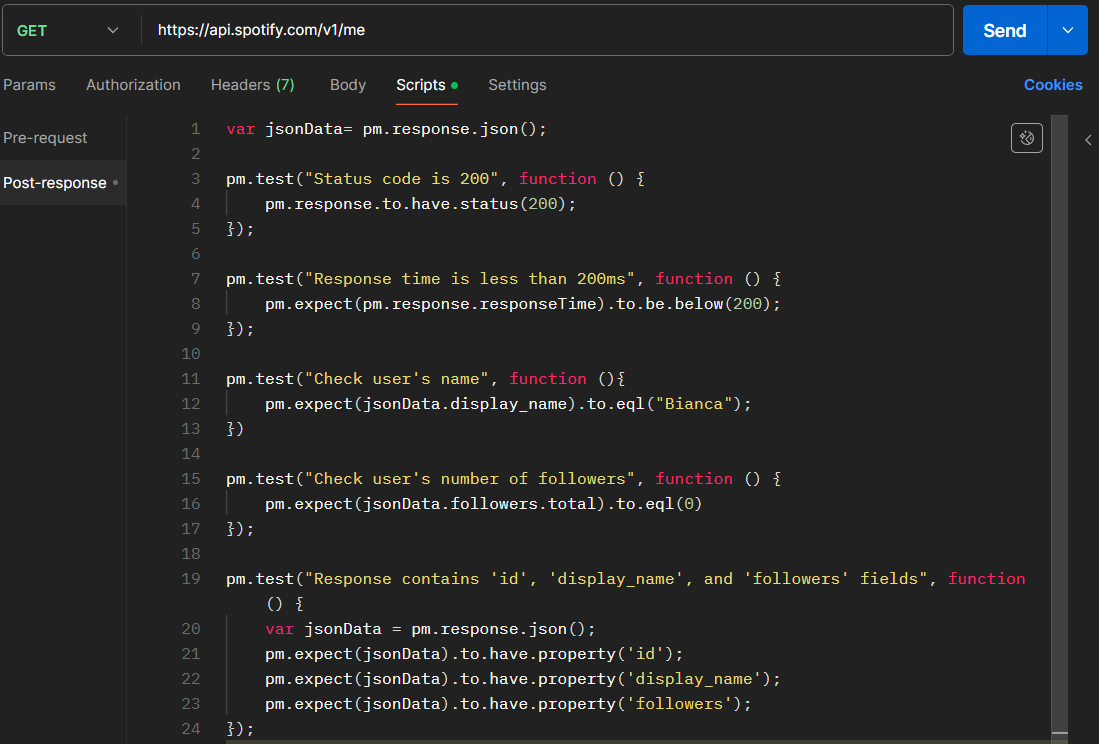 GET https://api.spotify.com/v1/me Send
Params Authorization Headers (7) Body Scripts Settings Cookies
Pre-request
Post-response
1 var jsonData= pm.response.json();
2
3 pm.test("Status code is 200", function () {
4 pm.response.to.have.status(200);
5 });
6
7 pm.test("Response time is less than 200ms", function () {
8 pm.expect(pm.response.responseTime).to.be.below(200);
9 });
10
11 pm.test("Check user's name", function (){
12 pm.expect(jsonData.display_name).to.eql("Bianca");
13 })
14
15 pm.test("Check user's number of followers", function () {
16 pm.expect(jsonData.followers.total).to.eql(0)
17 });
18
19 pm.test("Response contains 'id', 'display_name', and 'followers' fields", function
() {
20 var jsonData = pm.response.json();
21 pm.expect(jsonData).to.have.property('id');
22 pm.expect(jsonData).to.have.property('display_name');
23 pm.expect(jsonData).to.have.property('followers');
24 });